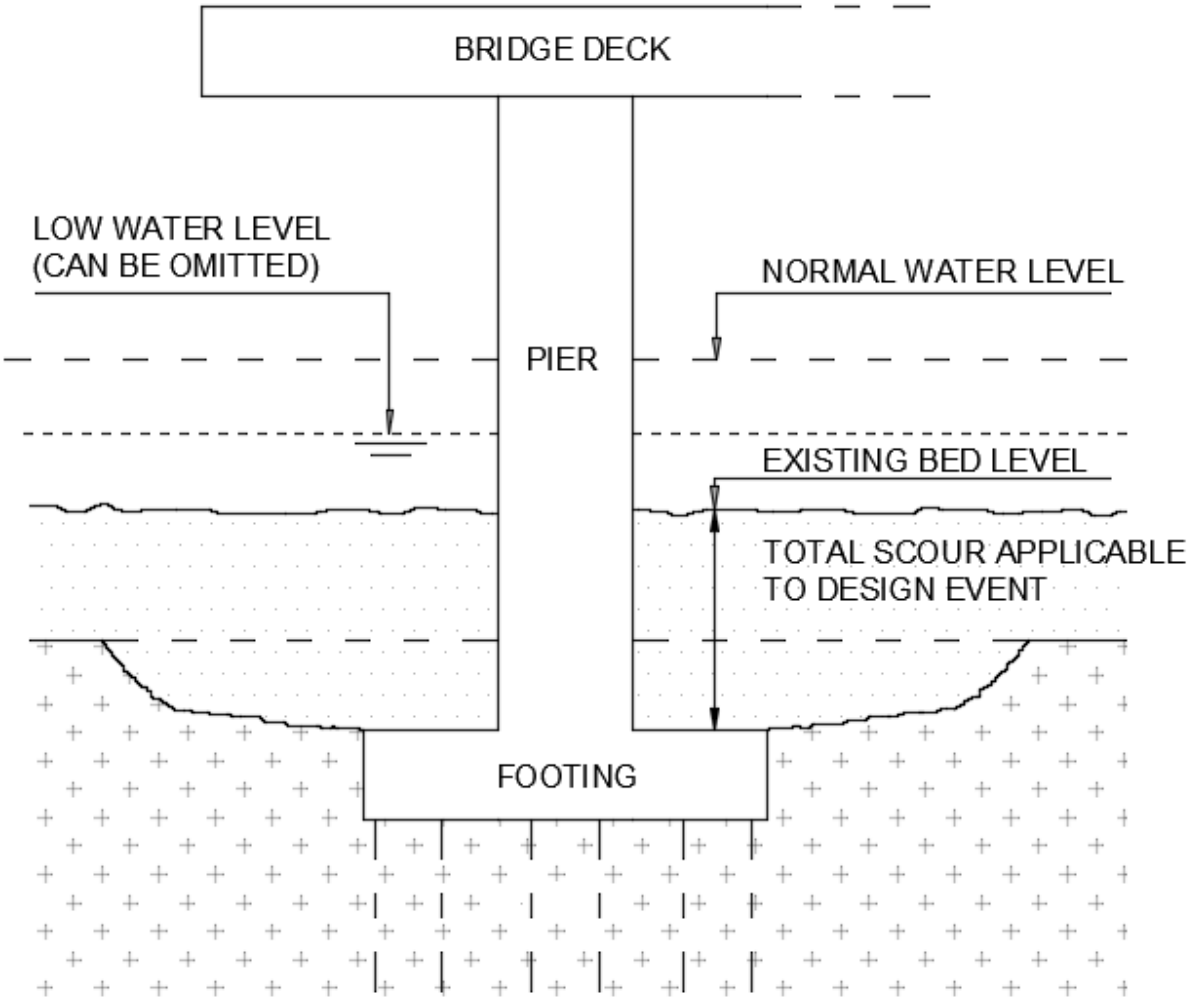 BRIDGE DECK
LOW WATER LEVEL
(CAN BE OMITTED)
NORMAL WATER LEVEL
PIER
EXISTING BED LEVEL
TOTAL SCOUR APPLICABLE
TO DESIGN EVENT
FOOTING